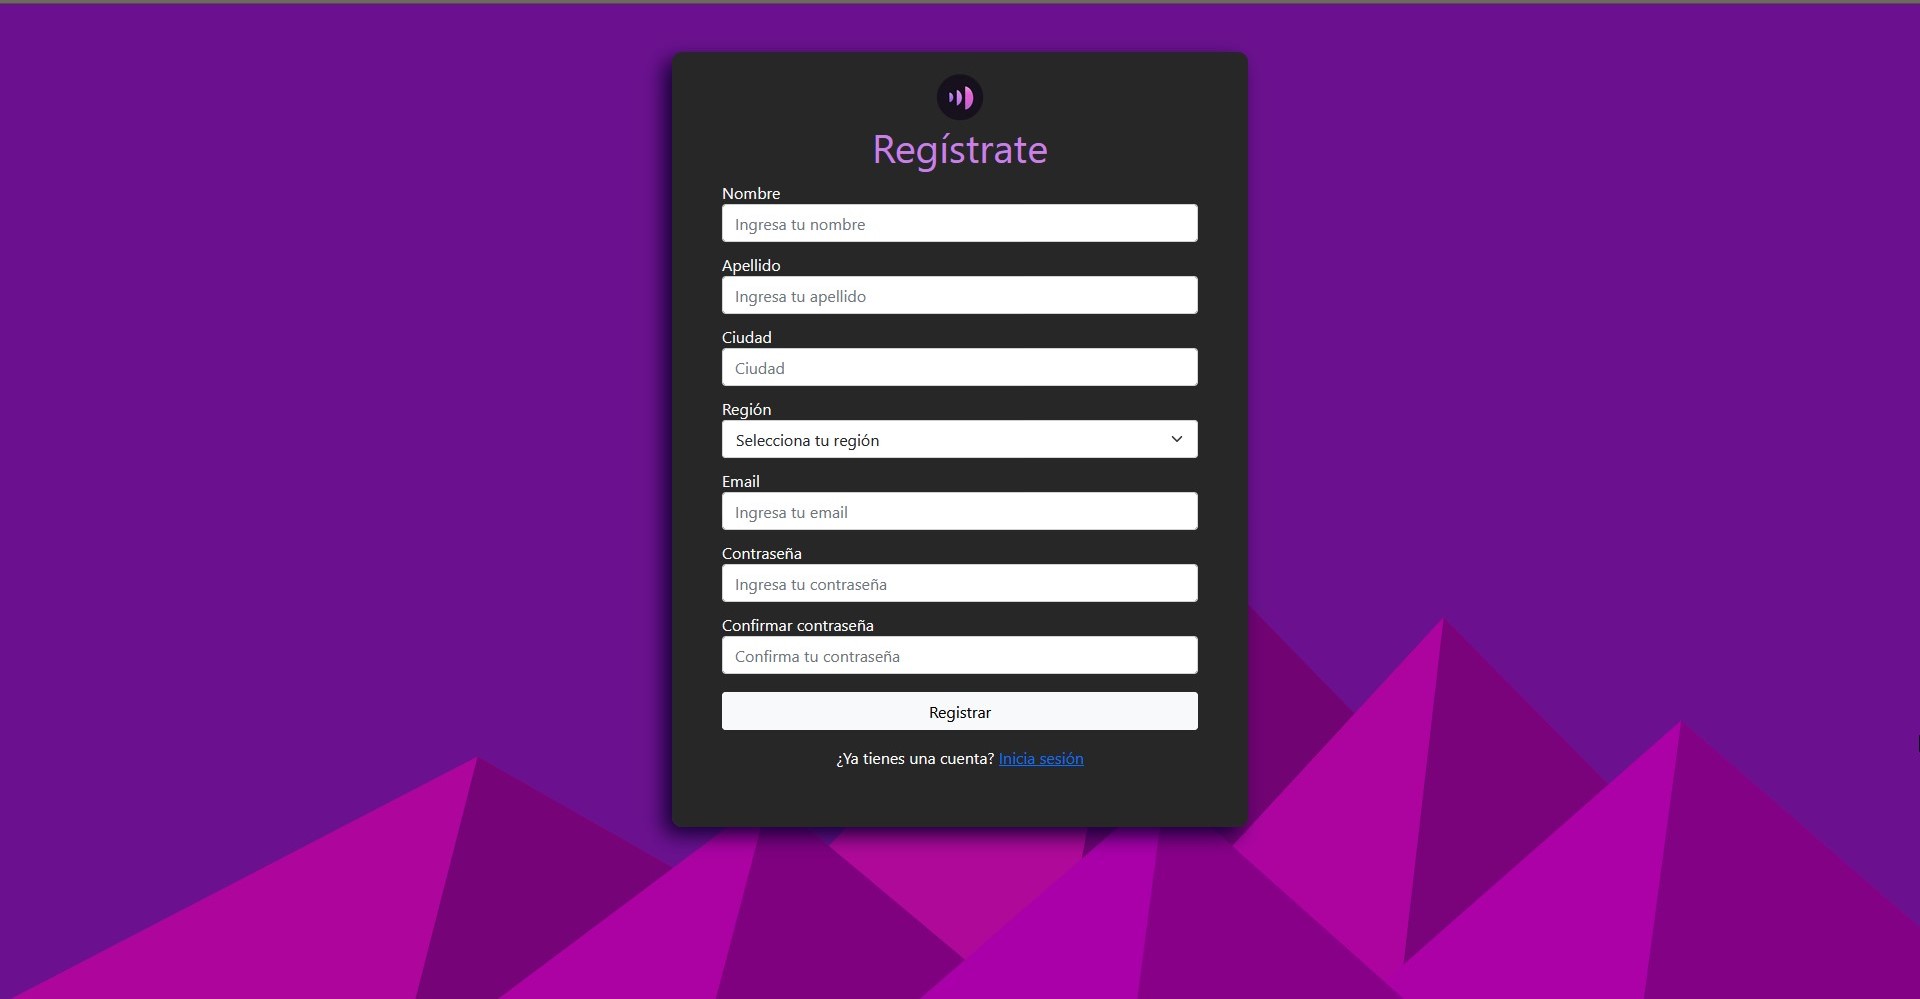 Regístrate
Nombre
Ingresa tu nombre
Apellido
Ingresa tu apellido
Ciudad
Ciudad
Región
Selecciona tu región
Email
Ingresa tu email
Contraseña
Ingresa tu contraseña
Confirmar contraseña
Confirma tu contraseña
Registrar
¿Ya tienes una cuenta? Inicia sesión